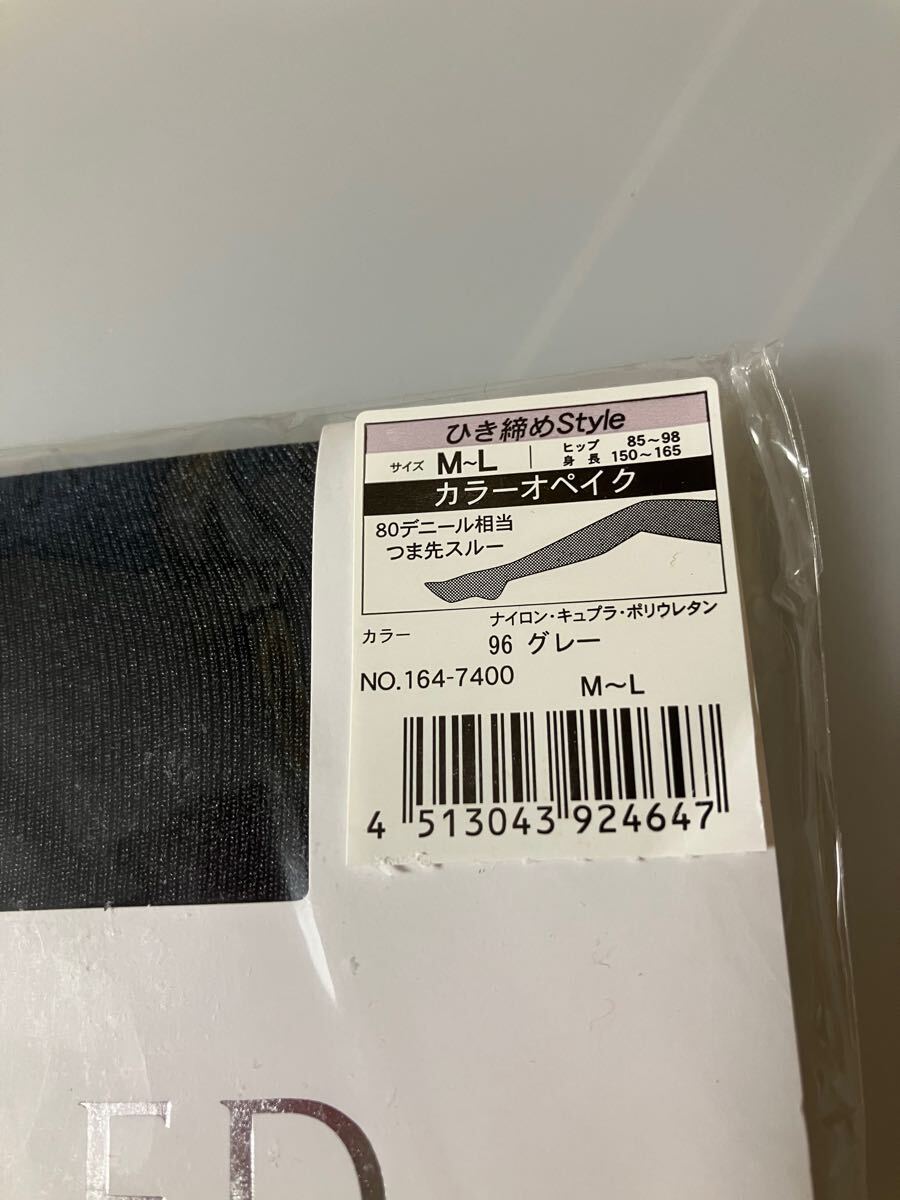 ひき締めStyle
サイズ M~L ヒップ 85~98
身長 150~165
カラーオペイク
80デニール相当
つま先スルー
ナイロン・キュプラ・ポリウレタン
カラー 96 グレー
NO.164-7400 M~L
4 513043 924647
ED